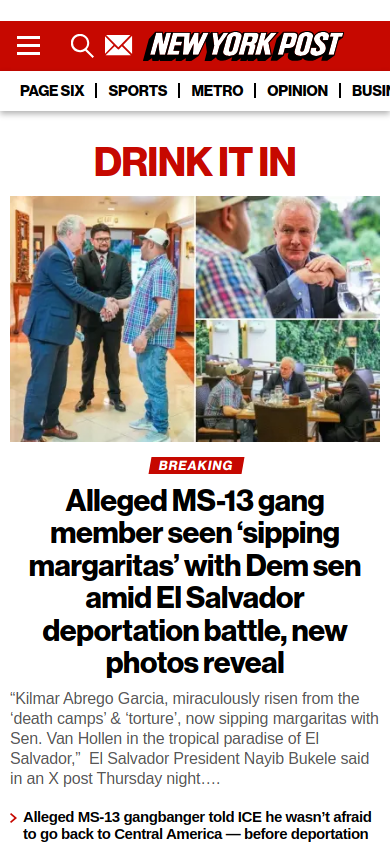 NEW YORK POST
PAGE SIX
SPORTS
METRO
OPINION
BUSI
DRINK IT IN
BREAKING
Alleged MS-13 gang
member seen ‘sipping
margaritas’ with Dem sen
amid El Salvador
deportation battle, new
photos reveal
“Kilmar Abrego Garcia, miraculously risen from the
‘death camps’ & ‘torture’, now sipping margaritas with
Sen. Van Hollen in the tropical paradise of El
Salvador,”  El Salvador President Nayib Bukele said
in an X post Thursday night….
Alleged MS-13 gangbanger told ICE he wasn’t afraid
to go back to Central America — before deportation